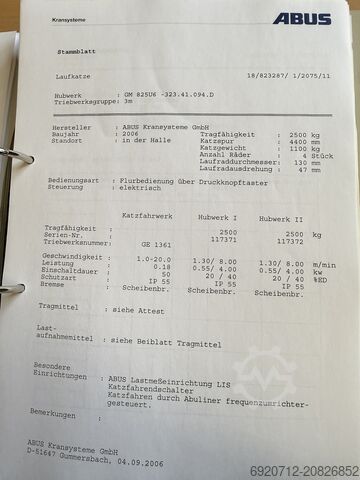 Kransysteme
ABUS
Stammblatt
Laufkatze 18/823287/ 1/2075/11
Hubwerk : GM 825U6 -323.41.094.D
Triebwerksgruppe: 3m
Hersteller : ABUS Kransysteme GmbH
Baujahr : 2006 Tragfähigkeit : 2500 kg
Standort : in der Halle Katzspur : 4400 mm
Katzgewicht : 1100 kg
Anzahl Räder : 4 Stück
Laufraddurchmesser: 130 mm
Laufradausdrehung : 47 mm
Bedienungsart : Flurbedienung über Druckknopftaster
Steuerung : elektrisch
Katzfahrwerk Hubwerk I Hubwerk II
Tragfähigkeit : 2500 2500 kg
Serien-Nr. : 117371 117372
Triebwerksnummer: GE 1361
Geschwindigkeit : 1.0-20.0 1.30/ 8.00 1.30/ 8.00 m/min
Leistung : 0.18 0.55/ 4.00 0.55/ 4.00 kw
Einschaltdauer : 50 20 / 40 20 / 40 %ED
Schutzart : IP 55 IP 55 IP 55
Bremse : Scheibenbr. Scheibenbr. Scheibenbr.
Tragmittel : siehe Attest
Last-
aufnahmemittel : siehe Beiblatt Tragmittel
Besondere
Einrichtungen : ABUS Lastmeßeinrichtung LIS
Katzfahrendschalter
Katzfahren durch Abuliner frequenzumrichter-
gesteuert.
Bemerkungen :
ABUS Kransysteme GmbH
D-51647 Gummersbach, 04.09.2006
6920712-20826852